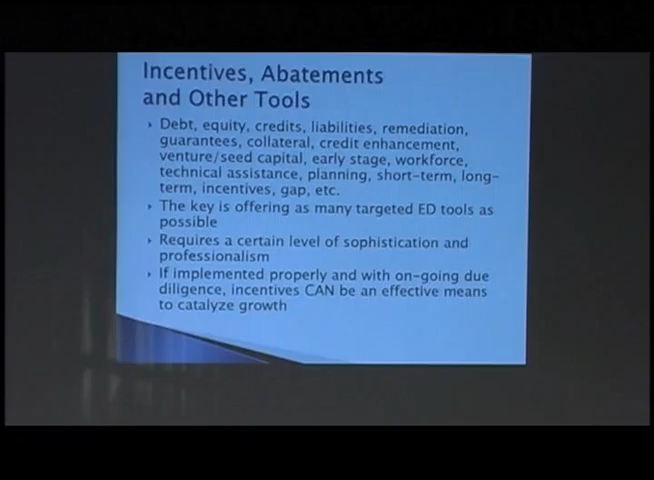 Incentives, Abatements
and Other Tools
Debt, equity, credits, liabilities, remediation,
guarantees, collateral, credit enhancement,
venture/seed capital, early stage, workforce,
technical assistance, planning, short-term, long-
term, incentives, gap, etc.
The key is offering as many targeted ED tools as
possible
Requires a certain level of sophistication and
professionalism
If implemented properly and with on-going due
diligence, incentives CAN be an effective means
to catalyze growth